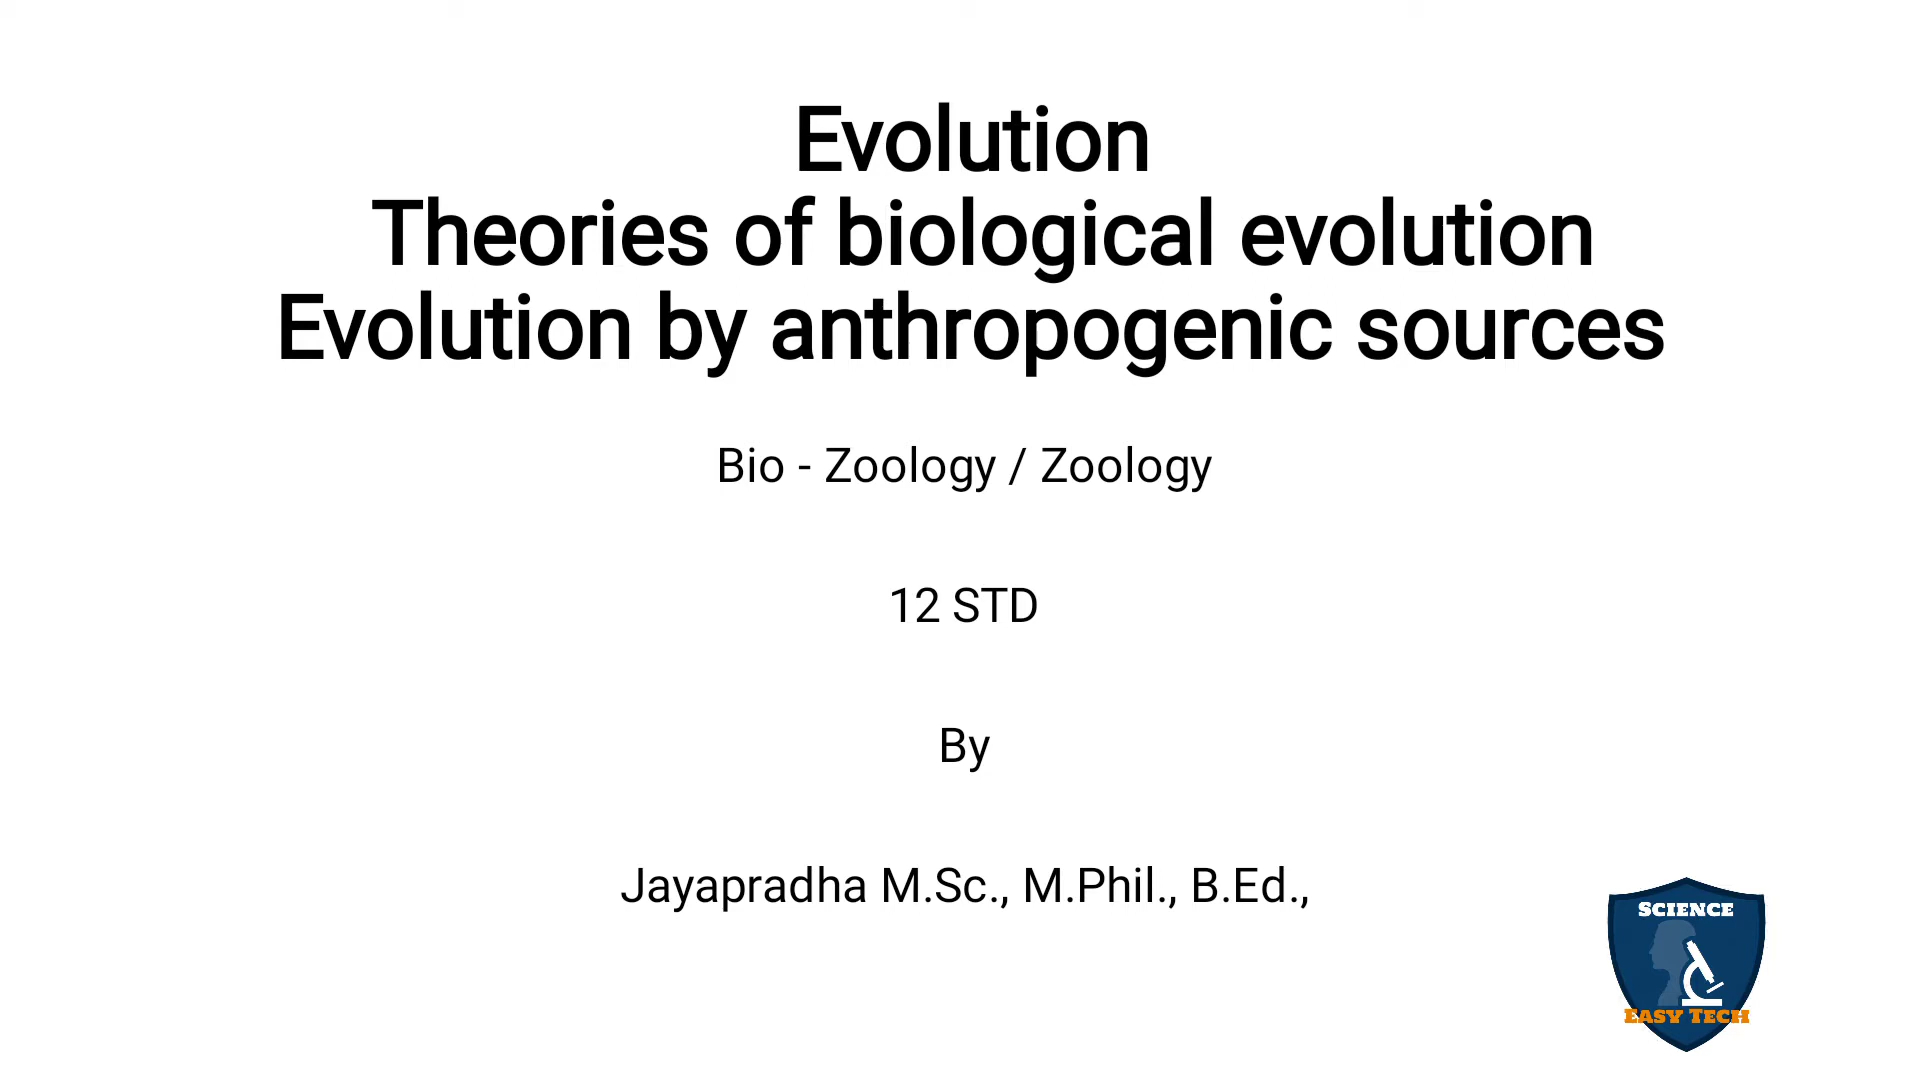 Evolution
Theories of biological evolution
Evolution by anthropogenic sources
Bio - Zoology / Zoology
12 STD
By
Jayapradha M.Sc., M.Phil., B.Ed.,
SCIENCE
EASY TECH